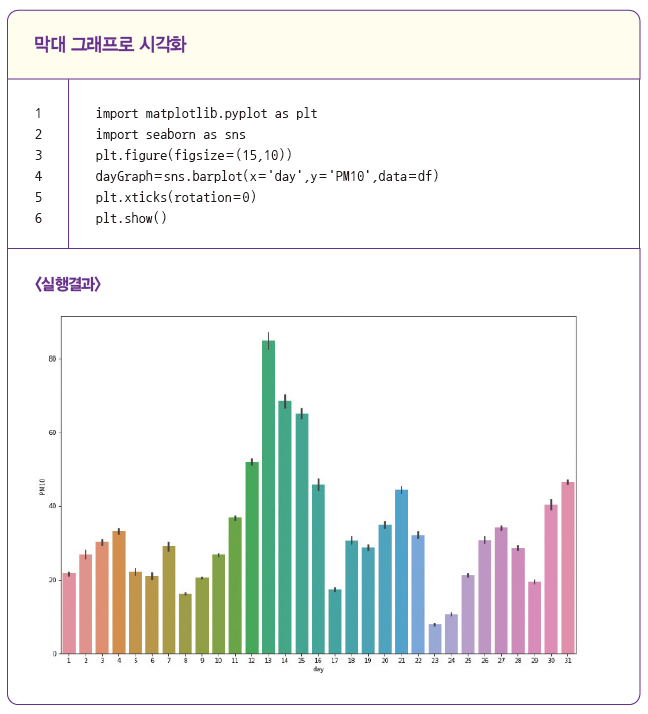 막대 그래프로 시각화
1 import matplotlib.pyplot as plt
2 import seaborn as sns
3 plt.figure(figsize=(15,10))
4 dayGraph=sns.barplot(x='day',y='PM10',data=df)
5 plt.xticks(rotation=0)
6 plt.show()
<실행결과>
80
60
40
20
0
PM10
1 2 3 4 5 6 7 8 9 10 11 12 13 14 15 16 17 18 19 20 21 22 23 24 25 26 27 28 29 30 31
day